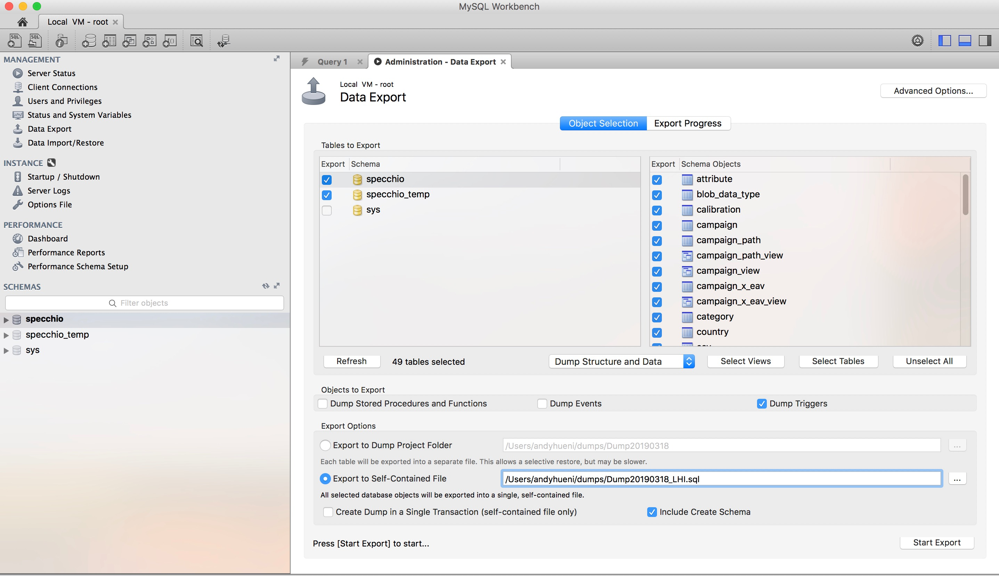 MySQL Workbench
Local VM - root
MANAGEMENT
Server Status
Client Connections
Users and Privileges
Status and System Variables
Data Export
Data Import/Restore
INSTANCE
Startup / Shutdown
Server Logs
Options File
PERFORMANCE
Dashboard
Performance Reports
Performance Schema Setup
SCHEMAS
Filter objects
specchio
specchio_temp
sys
Query 1
Administration - Data Export
Local VM - root
Data Export
Advanced Options...
Object Selection
Export Progress
Tables to Export
Export Schema
specchio
specchio_temp
sys
Export Schema Objects
attribute
blob_data_type
calibration
campaign
campaign_path
campaign_path_view
campaign_view
campaign_x_eav
campaign_x_eav_view
category
country
Refresh
49 tables selected
Dump Structure and Data
Select Views
Select Tables
Unselect All
Objects to Export
Dump Stored Procedures and Functions
Dump Events
Dump Triggers
Export Options
Export to Dump Project Folder
/Users/andyhueni/dumps/Dump20190318
...
Each table will be exported into a separate file. This allows a selective restore, but may be slower.
Export to Self-Contained File
/Users/andyhueni/dumps/Dump20190318_LHI.sql
...
All selected database objects will be exported into a single, self-contained file.
Create Dump in a Single Transaction (self-contained file only)
Include Create Schema
Press [Start Export] to start...
Start Export